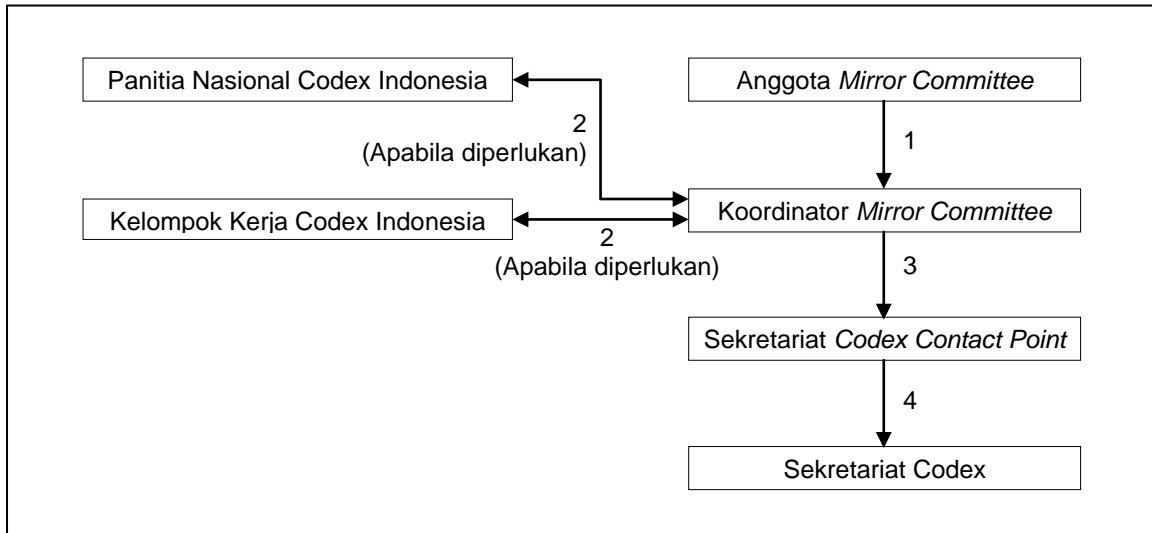 Panitia Nasional Codex Indonesia
Anggota Mirror Committee
2
(Apabila diperlukan)
1
Kelompok Kerja Codex Indonesia
Koordinator Mirror Committee
2
(Apabila diperlukan)
3
Sekretariat Codex Contact Point
4
Sekretariat Codex